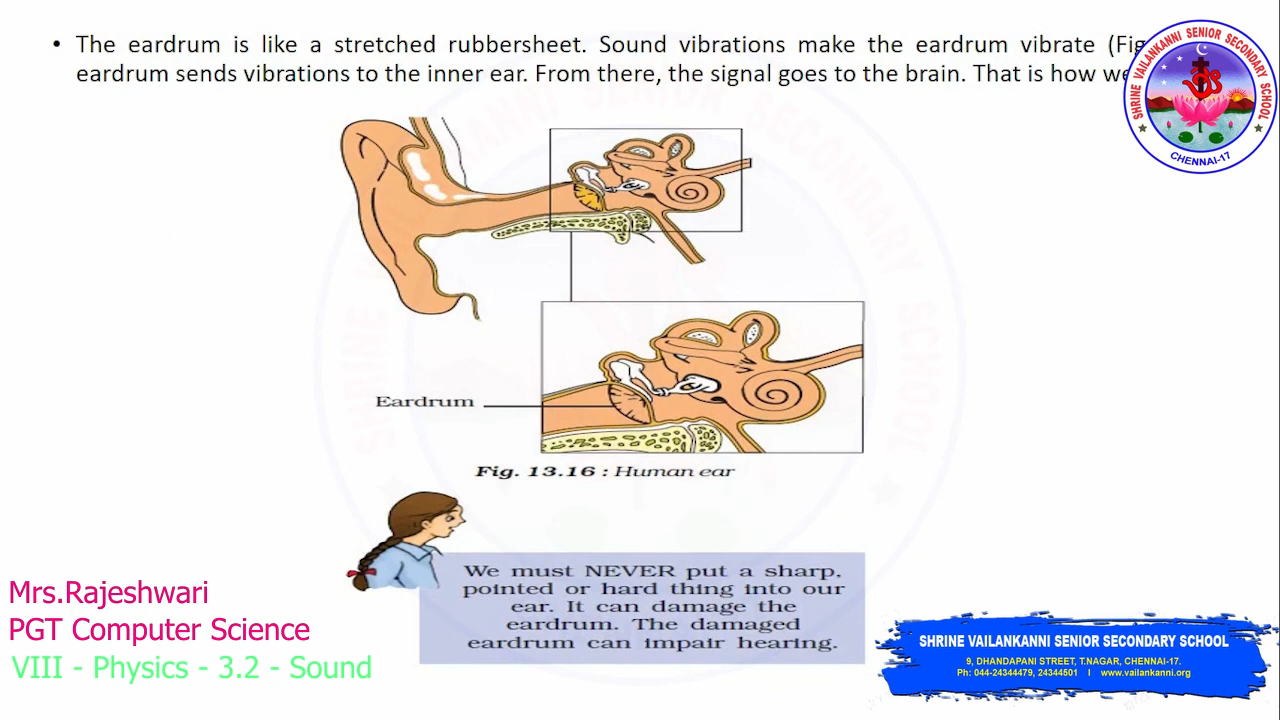 • The eardrum is like a stretched rubbersheet. Sound vibrations make the eardrum vibrate (Fig
eardrum sends vibrations to the inner ear. From there, the signal goes to the brain. That is how we
SHRINE VAILANKANNI SENIOR SECONDARY SCHOOL
CHENNAI-17
Eardrum
Fig. 13.16 : Human ear
We must NEVER put a sharp,
pointed or hard thing into our
ear. It can damage the
eardrum. The damaged
eardrum can impair hearing.
Mrs.Rajeshwari
PGT Computer Science
VIII - Physics - 3.2 - Sound
SHRINE VAILANKANNI SENIOR SECONDARY SCHOOL
9, DHANDAPANI STREET, T.NAGAR, CHENNAI-17.
Ph: 044-24344479, 24344501 I www.vailankanni.org